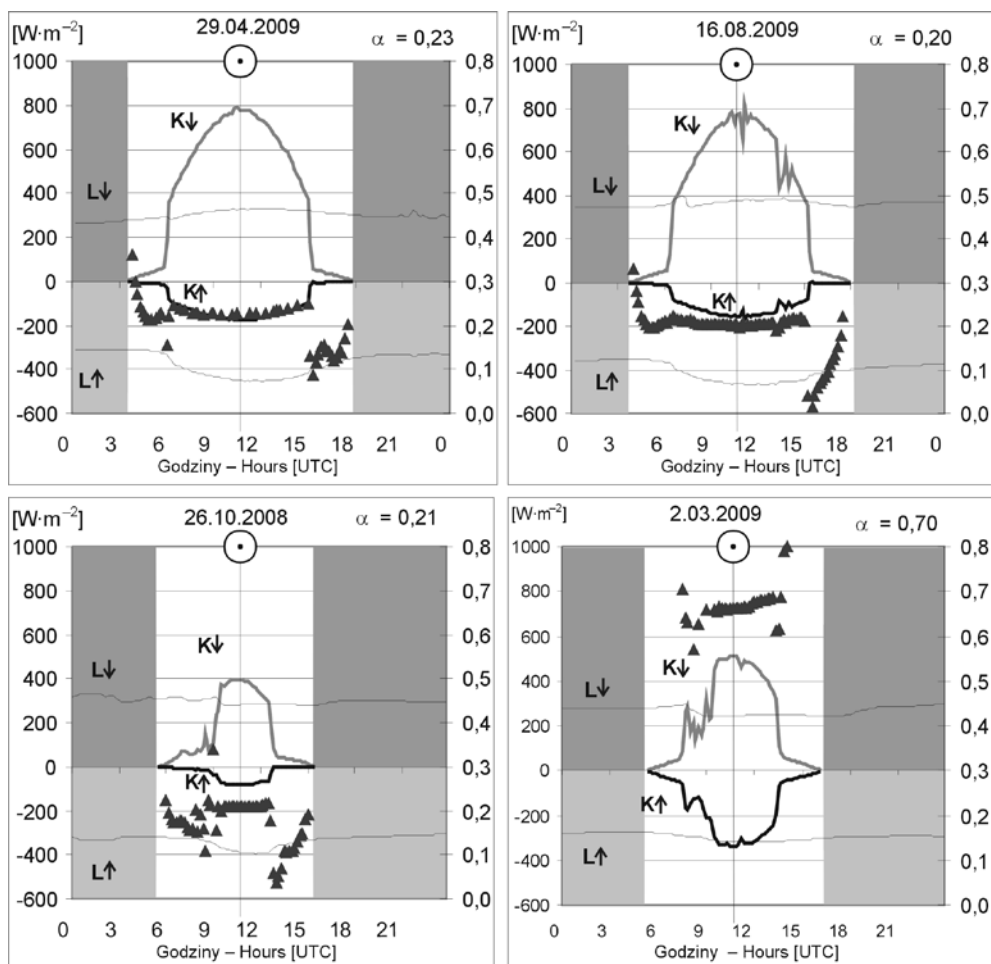 [W·m⁻²] 29.04.2009 α = 0,23
1000 0,8
800 K↓ 0,7
600 0,6
400 L↓ 0,5
200 0,4
0 K↑ 0,3
-200 0,2
-400 L↑ 0,1
-600 0,0
0 3 6 9 12 15 18 21 0
Godziny – Hours [UTC]
[W·m⁻²] 16.08.2009 α = 0,20
1000 0,8
800 K↓ 0,7
600 0,6
400 L↓ 0,5
200 0,4
0 0,3
-200 K↑ 0,2
-400 L↑ 0,1
-600 0,0
0 3 6 9 12 15 18 21 0
Godziny – Hours [UTC]
[W·m⁻²] 26.10.2008 α = 0,21
1000 0,8
800 0,7
600 K↓ 0,6
400 L↓ 0,5
200 0,4
0 K↑ 0,3
-200 0,2
-400 L↑ 0,1
-600 0,0
0 3 6 9 12 15 18 21
Godziny – Hours [UTC]
[W·m⁻²] 2.03.2009 α = 0,70
1000 0,8
800 0,7
600 0,6
400 L↓ K↓ 0,5
200 0,4
0 0,3
-200 K↑ 0,2
-400 L↑ 0,1
-600 0,0
0 3 6 9 12 15 18 21
Godziny – Hours [UTC]